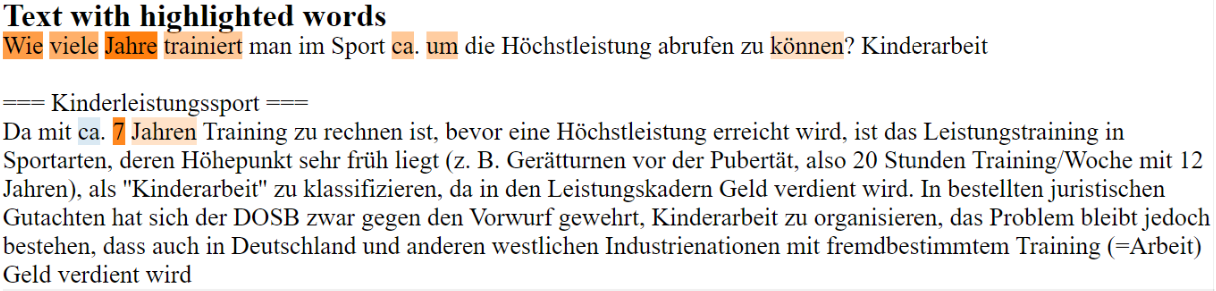 Text with highlighted words
Wie viele Jahre trainiert man im Sport ca. um die Höchstleistung abrufen zu können? Kinderarbeit
=== Kinderleistungssport ===
Da mit ca. 7 Jahren Training zu rechnen ist, bevor eine Höchstleistung erreicht wird, ist das Leistungstraining in
Sportarten, deren Höhepunkt sehr früh liegt (z. B. Gerätturnen vor der Pubertät, also 20 Stunden Training/Woche mit 12
Jahren), als "Kinderarbeit" zu klassifizieren, da in den Leistungskadern Geld verdient wird. In bestellten juristischen
Gutachten hat sich der DOSB zwar gegen den Vorwurf gewehrt, Kinderarbeit zu organisieren, das Problem bleibt jedoch
bestehen, dass auch in Deutschland und anderen westlichen Industrienationen mit fremdbestimmtem Training (=Arbeit)
Geld verdient wird